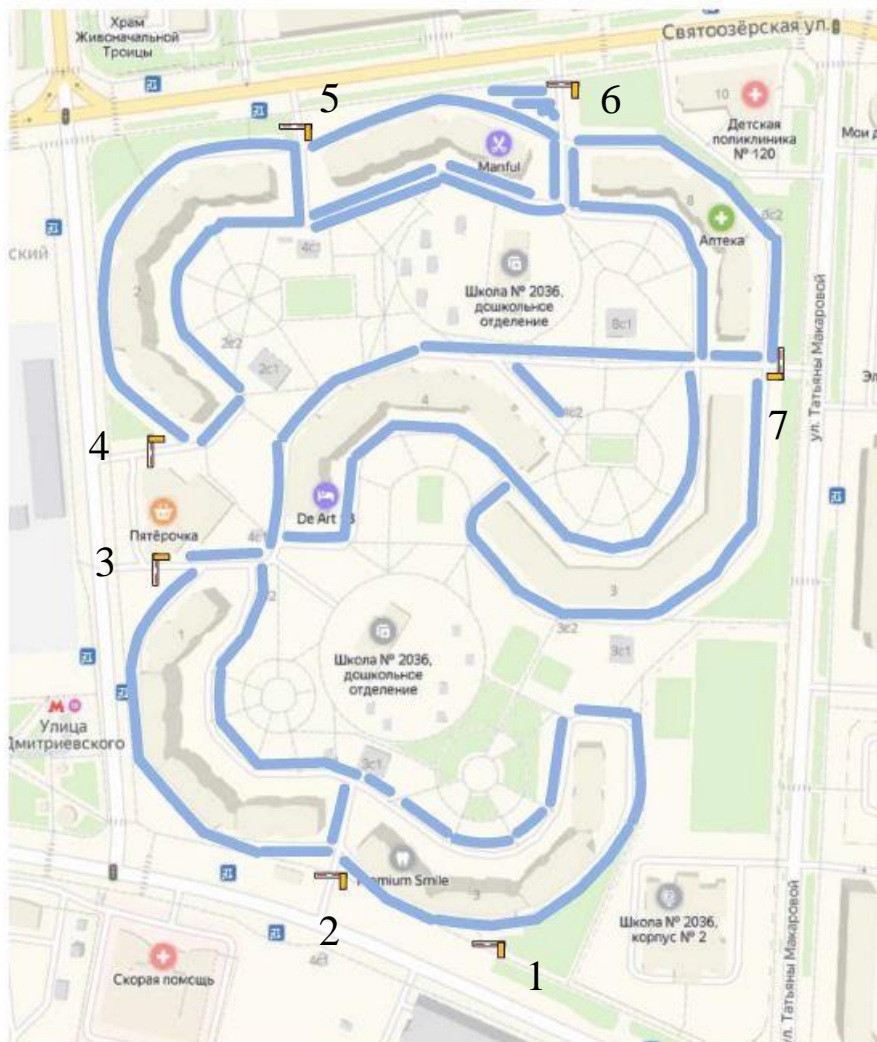 Храм
Живоначальной
Троицы
Святоозёрская ул.
5
6
10
Детская
поликлиника
№ 120
Мои д
Manful
8
8с2
Аптека
ский
4с1
Школа № 2036,
дошкольное
отделение
8с1
2
2с2
2с1
ул. Татьяны Макаровой
Эл
7
4
4с2
6
4
De Art 13
Пятёрочка
4с1
3
3
2
1
3с2
3с1
Школа № 2036,
дошкольное
отделение
М
Улица
Дмитриевского
3с1
Premium Smile
3
2
Школа № 2036,
корпус № 2
ул. Татьяны Макаровой
Скорая помощь
1